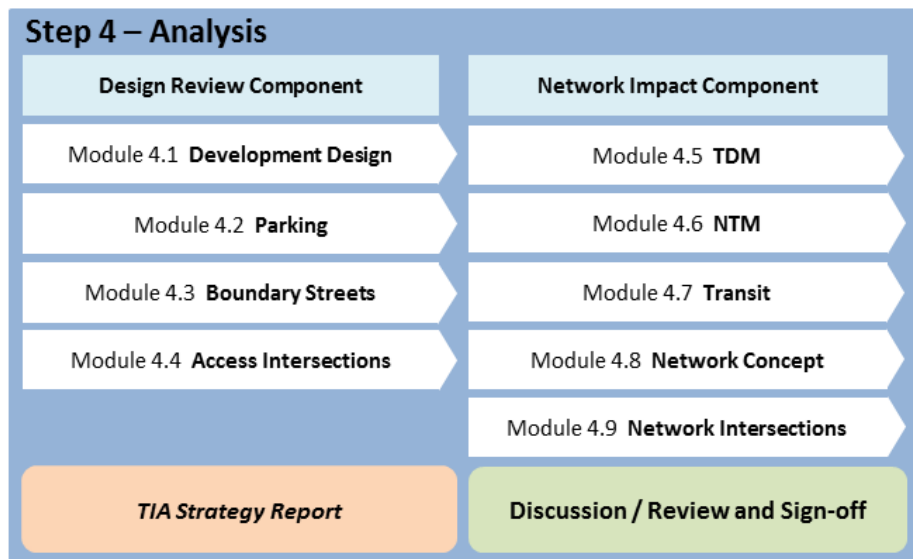 Step 4 – Analysis
Design Review Component
Module 4.1 Development Design
Module 4.2 Parking
Module 4.3 Boundary Streets
Module 4.4 Access Intersections
Network Impact Component
Module 4.5 TDM
Module 4.6 NTM
Module 4.7 Transit
Module 4.8 Network Concept
Module 4.9 Network Intersections
TIA Strategy Report
Discussion / Review and Sign-off